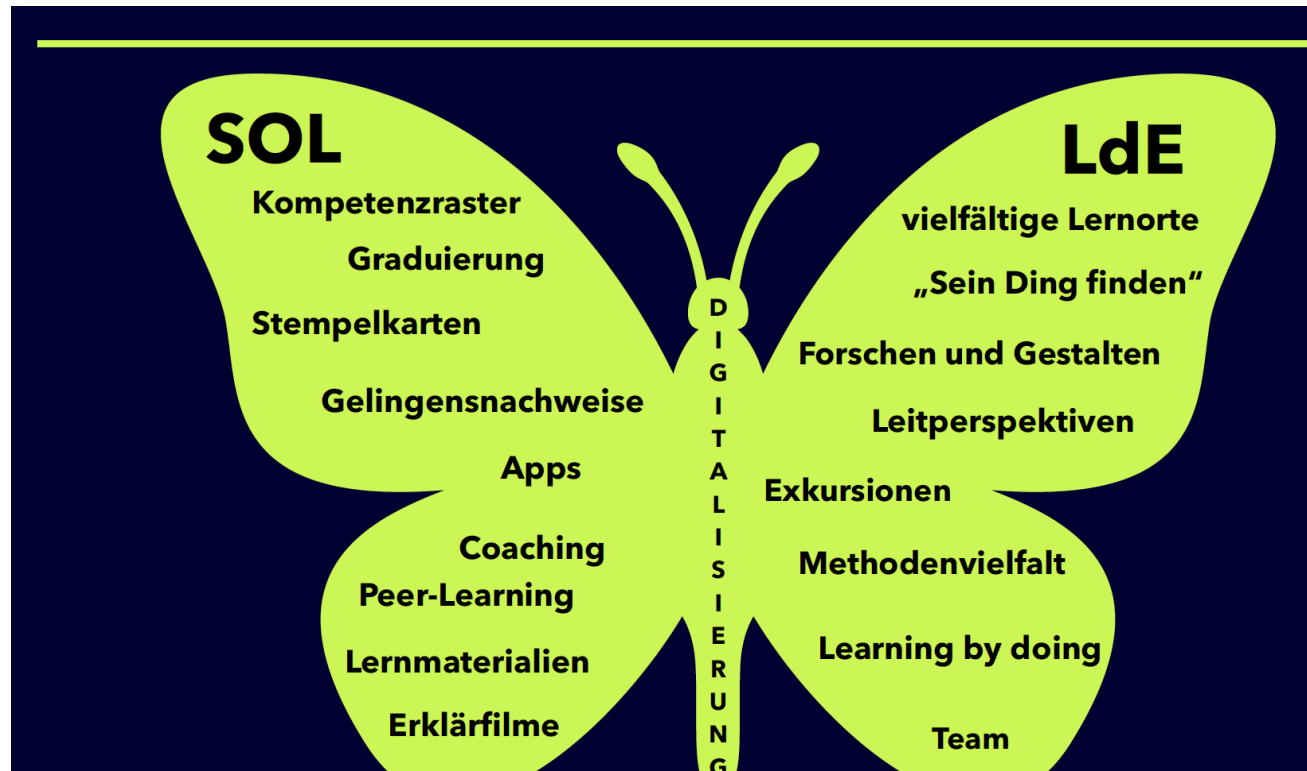 SOL
Kompetenzraster
Graduierung
Stempelkarten
Gelingensnachweise
Apps
Coaching
Peer-Learning
Lernmaterialien
Erklärfilme
DIGITALISIERUNG
LdE
vielfältige Lernorte
„Sein Ding finden“
Forschen und Gestalten
Leitperspektiven
Exkursionen
Methodenvielfalt
Learning by doing
Team